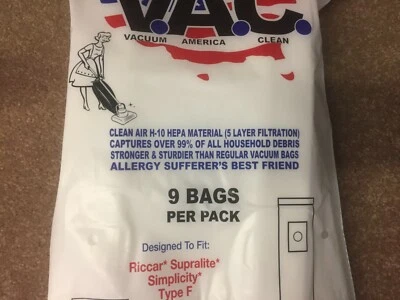 V.A.C.
VACUUM AMERICA CLEAN
CLEAN AIR H-10 HEPA MATERIAL (5 LAYER FILTRATION)
CAPTURES OVER 99% OF ALL HOUSEHOLD DEBRIS
STRONGER & STURDIER THAN REGULAR VACUUM BAGS
ALLERGY SUFFERER'S BEST FRIEND
9 BAGS
PER PACK
Designed To Fit:
Riccar* Supralite*
Simplicity*
Type F